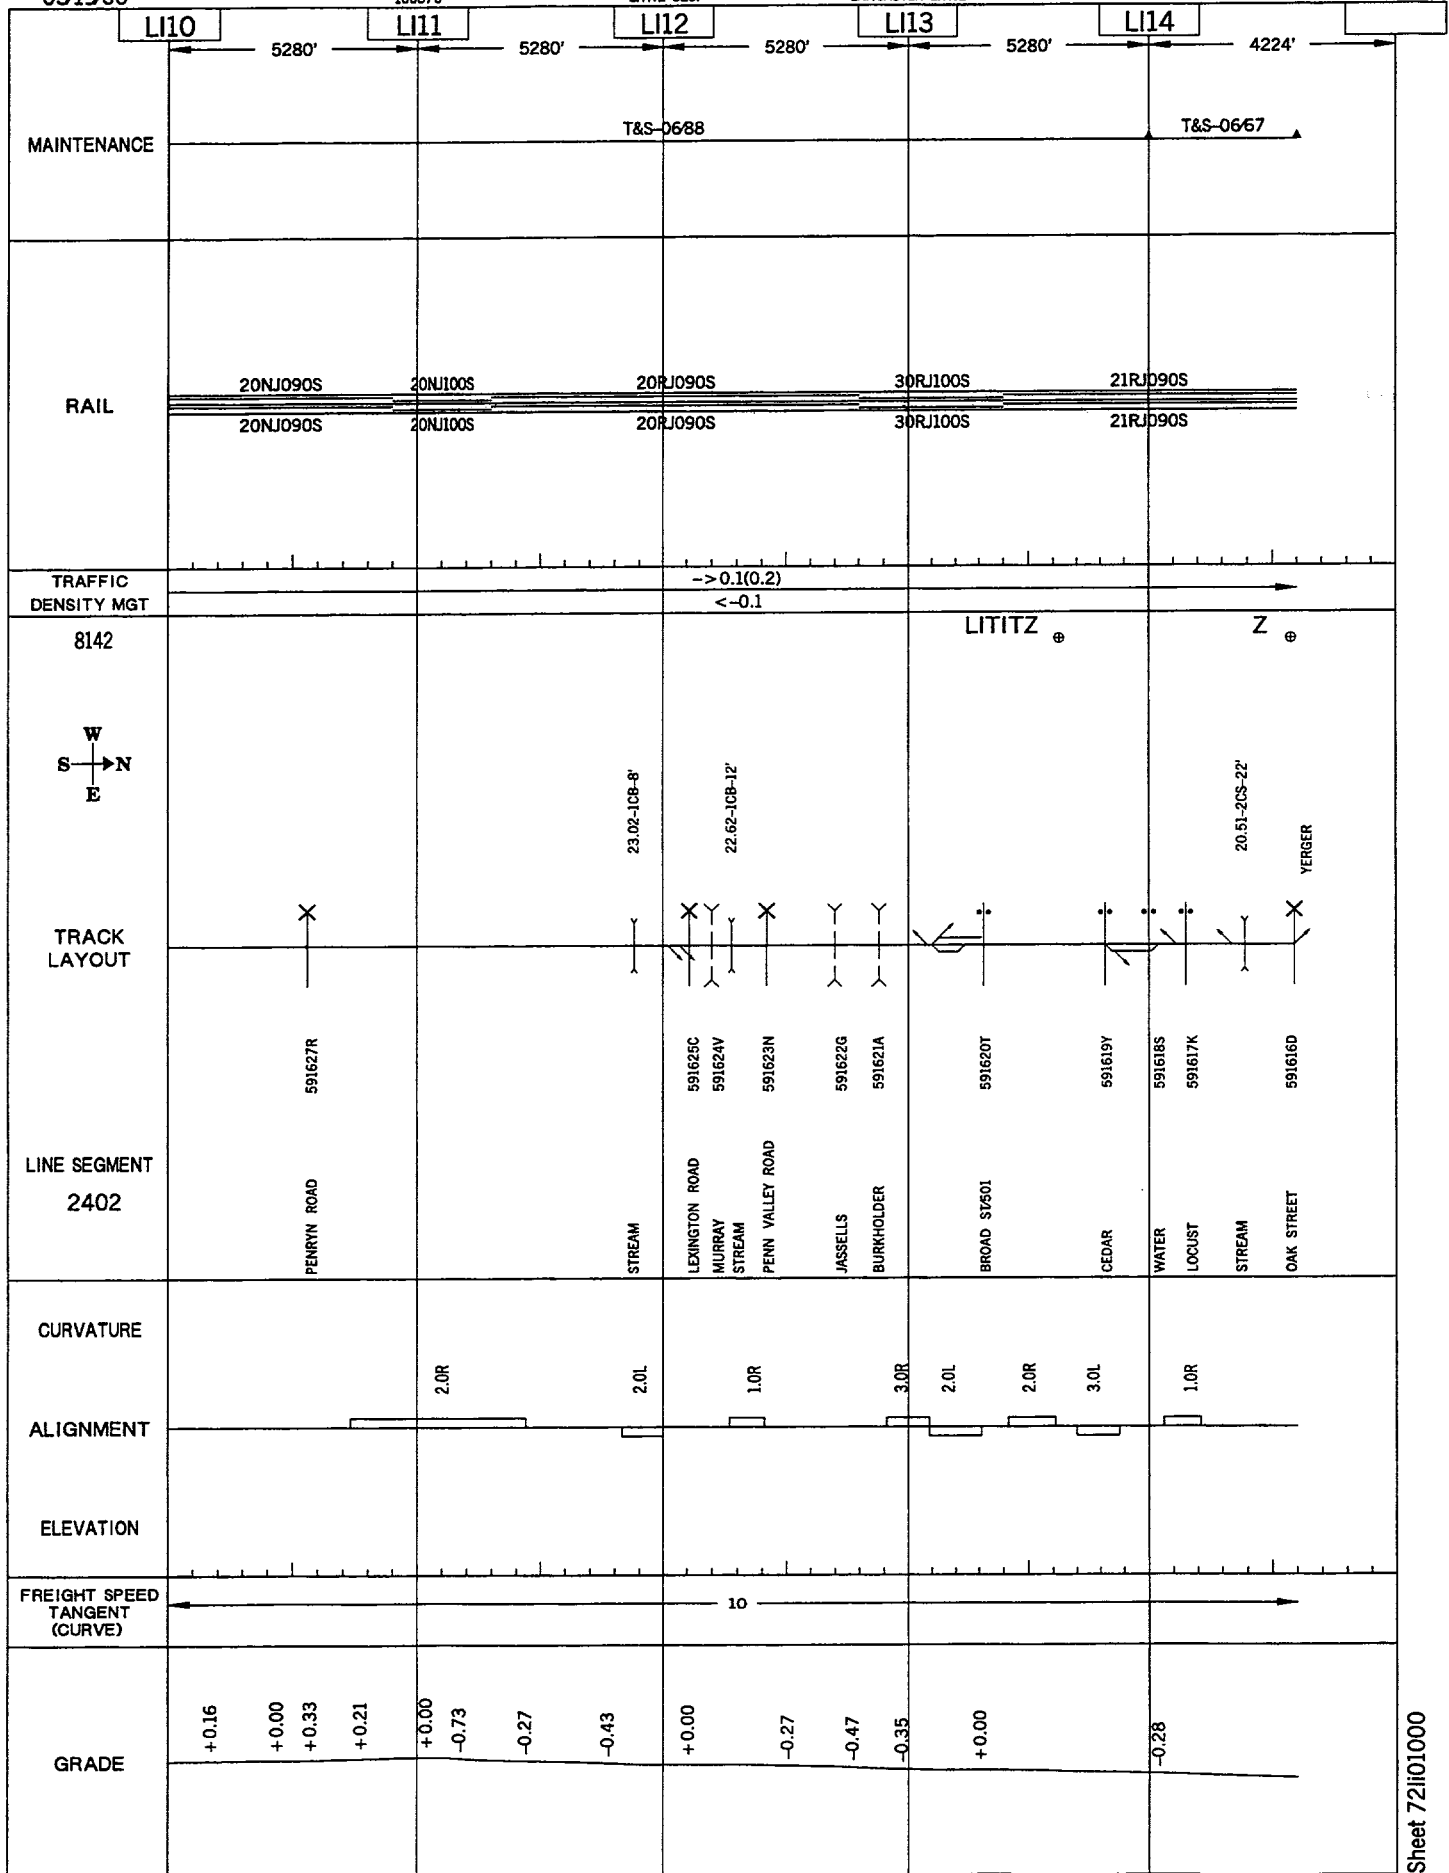 LI10 LI11 LI12 LI13 LI14
5280' 5280' 5280' 5280' 4224'
MAINTENANCE
T&S-06/88 T&S-06/67
RAIL
20NJ090S 20NJ100S 20RJ090S 30RJ100S 21RJ090S
20NJ090S 20NJ100S 20RJ090S 30RJ100S 21RJ090S
TRAFFIC
DENSITY MGT
->0.1(0.2)
<-0.1
8142
LITITZ Z
W
S N
E
23.02-1CB-8'
22.62-1CB-12'
20.51-2CS-22'
YERGER
TRACK
LAYOUT
591627R
591625C
591624V
591623N
591622G
591621A
591620T
591619Y
591618S
591617K
591616D
LINE SEGMENT
2402
PENRYN ROAD
STREAM
LEXINGTON ROAD
MURRAY
STREAM
PENN VALLEY ROAD
JASSELLS
BURKHOLDER
BROAD ST/501
CEDAR
WATER
LOCUST
STREAM
OAK STREET
CURVATURE
2.0R 2.0L 1.0R 3.0R 2.0L 2.0R 3.0L 1.0R
ALIGNMENT
ELEVATION
FREIGHT SPEED
TANGENT
(CURVE)
10
GRADE
+0.16 +0.00 +0.33 +0.21 +0.00 -0.73 -0.27 -0.43 +0.00 -0.27 -0.47 -0.35 +0.00 -0.28
Sheet 72li01000